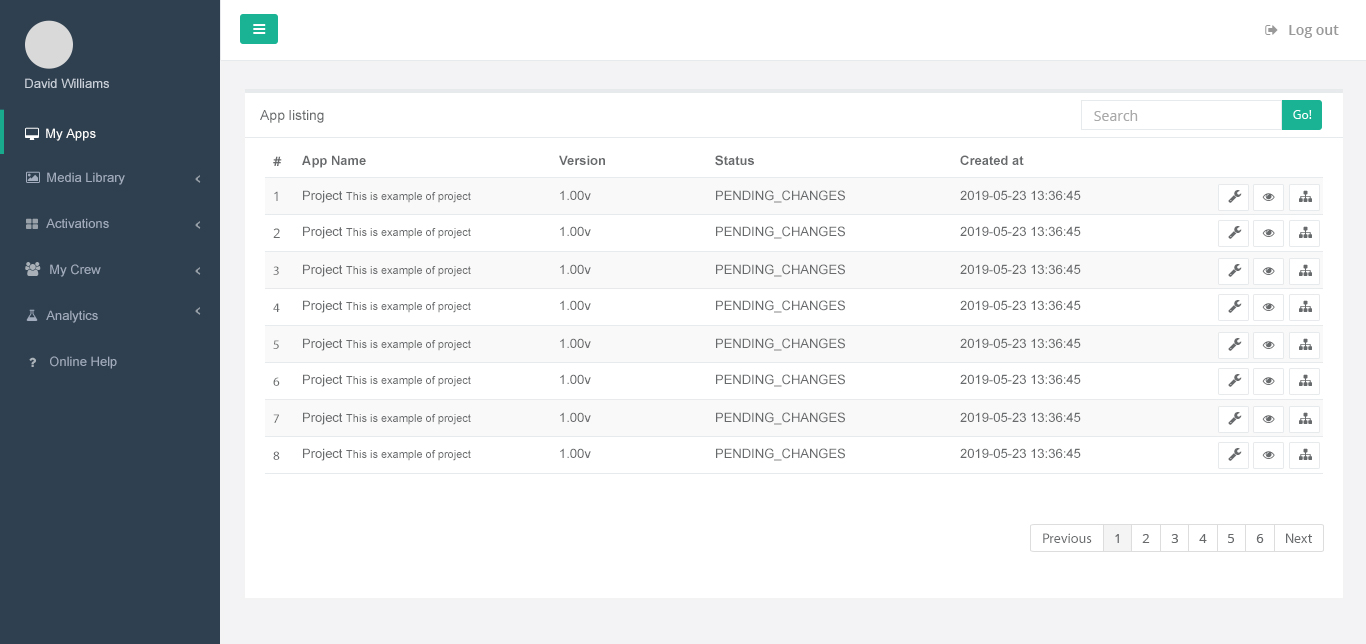 David Williams
My Apps
Media Library
Activations
My Crew
Analytics
? Online Help
Log out
App listing
Search Go!
# App Name Version Status Created at
1 Project This is example of project 1.00v PENDING_CHANGES 2019-05-23 13:36:45
2 Project This is example of project 1.00v PENDING_CHANGES 2019-05-23 13:36:45
3 Project This is example of project 1.00v PENDING_CHANGES 2019-05-23 13:36:45
4 Project This is example of project 1.00v PENDING_CHANGES 2019-05-23 13:36:45
5 Project This is example of project 1.00v PENDING_CHANGES 2019-05-23 13:36:45
6 Project This is example of project 1.00v PENDING_CHANGES 2019-05-23 13:36:45
7 Project This is example of project 1.00v PENDING_CHANGES 2019-05-23 13:36:45
8 Project This is example of project 1.00v PENDING_CHANGES 2019-05-23 13:36:45
Previous 1 2 3 4 5 6 Next